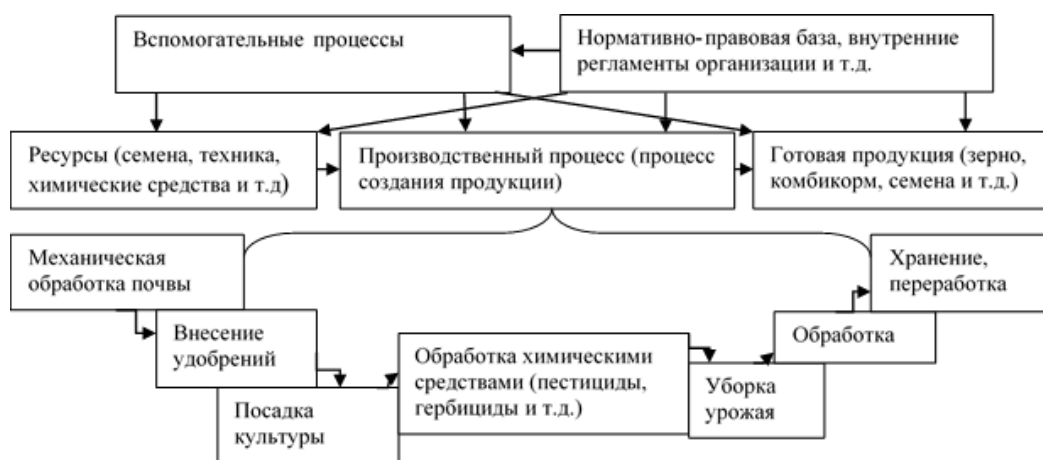 Вспомогательные процессы
Нормативно-правовая база, внутренние
регламенты организации и т.д.
Ресурсы (семена, техника,
химические средства и т.д)
Производственный процесс (процесс
создания продукции)
Готовая продукция (зерно,
комбикорм, семена и т.д.)
Механическая
обработка почвы
Внесение
удобрений
Посадка
культуры
Обработка химическими
средствами (пестициды,
гербициды и т.д.)
Уборка
урожая
Обработка
Хранение,
переработка